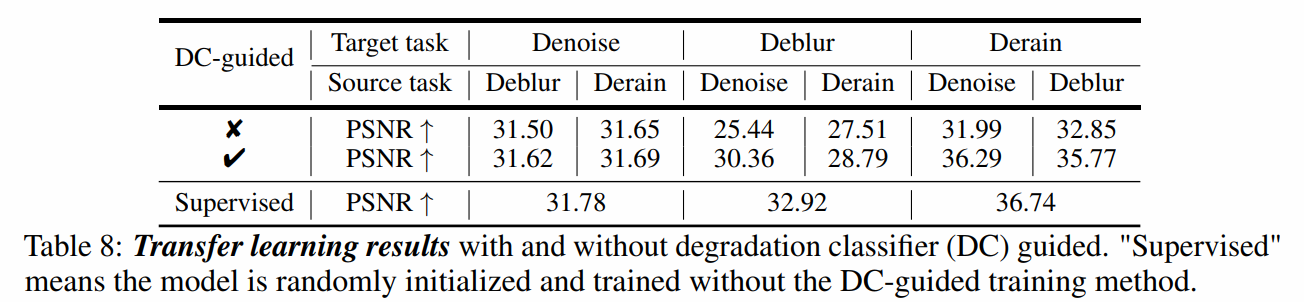 DC-guided Target task Denoise Deblur Derain
Source task Deblur Derain Denoise Derain Denoise Deblur
✘ PSNR ↑ 31.50 31.65 25.44 27.51 31.99 32.85
✔ PSNR ↑ 31.62 31.69 30.36 28.79 36.29 35.77
Supervised PSNR ↑ 31.78 32.92 36.74
Table 8: Transfer learning results with and without degradation classifier (DC) guided. "Supervised"
means the model is randomly initialized and trained without the DC-guided training method.